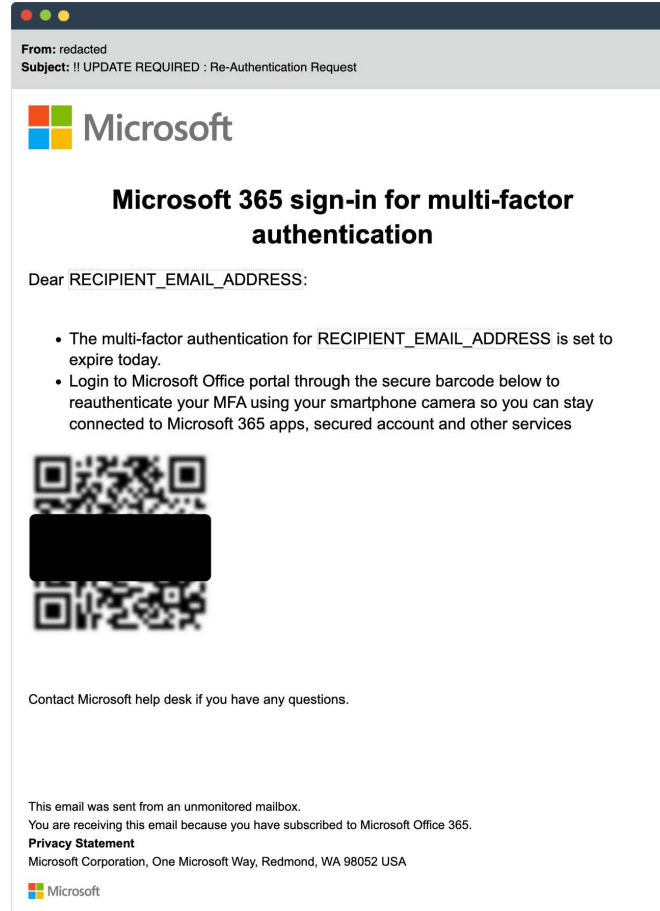 From: redacted
Subject: !! UPDATE REQUIRED : Re-Authentication Request
Microsoft
Microsoft 365 sign-in for multi-factor
authentication
Dear RECIPIENT_EMAIL_ADDRESS:
• The multi-factor authentication for RECIPIENT_EMAIL_ADDRESS is set to
expire today.
• Login to Microsoft Office portal through the secure barcode below to
reauthenticate your MFA using your smartphone camera so you can stay
connected to Microsoft 365 apps, secured account and other services
Contact Microsoft help desk if you have any questions.
This email was sent from an unmonitored mailbox.
You are receiving this email because you have subscribed to Microsoft Office 365.
Privacy Statement
Microsoft Corporation, One Microsoft Way, Redmond, WA 98052 USA
Microsoft